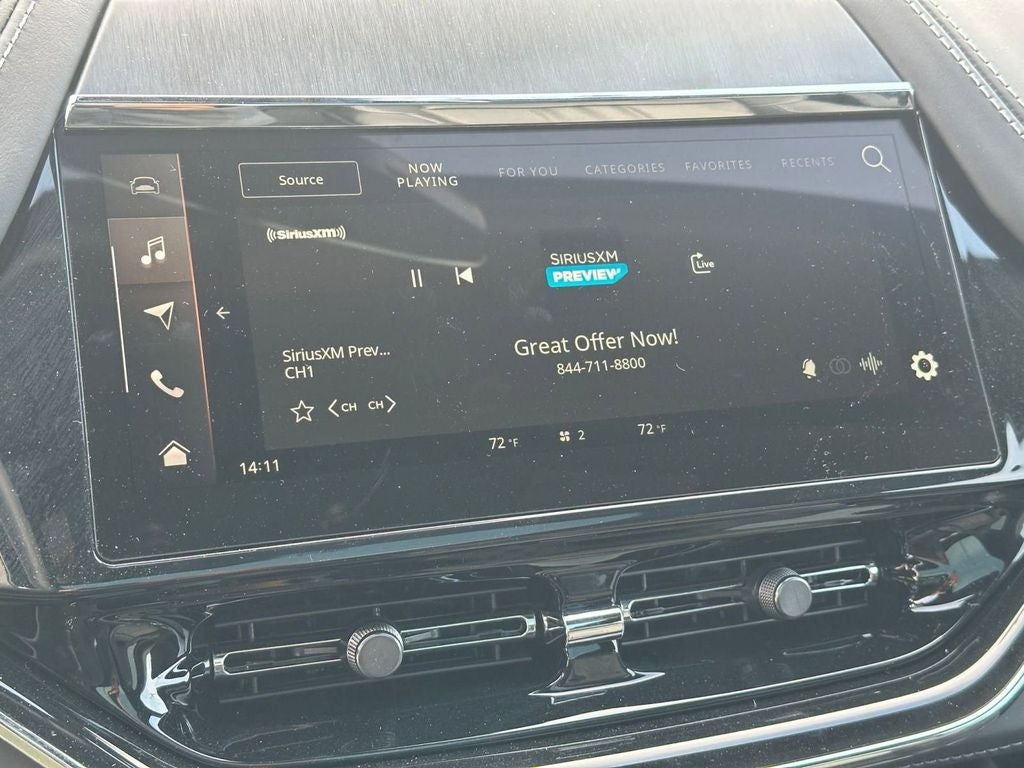 Source
NOW
PLAYING
FOR YOU
CATEGORIES
FAVORITES
RECENTS
((SiriusXM))
SIRIUSXM
PREVIEW
Live
SiriusXM Prev...
CH1
Great Offer Now!
844-711-8800
CH CH
72 °F
2
72 °F
14:11